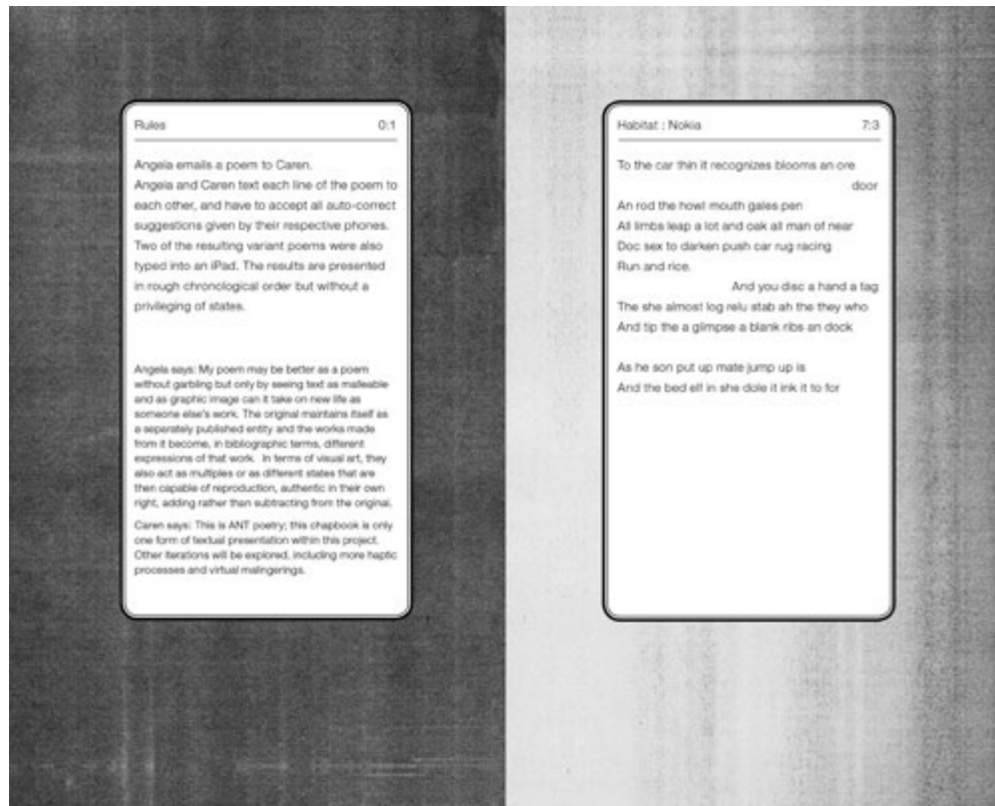 Rules 0:1
Angela emails a poem to Caren.
Angela and Caren text each line of the poem to
each other, and have to accept all auto-correct
suggestions given by their respective phones.
Two of the resulting variant poems were also
typed into an iPad. The results are presented
in rough chronological order but without a
privileging of states.
Angela says: My poem may be better as a poem
without garbling but only by seeing text as malleable
and as graphic image can it take on new life as
someone else's work. The original maintains itself as
a separately published entity and the works made
from it become, in bibliographic terms, different
expressions of that work. In terms of visual art, they
also act as multiples or as different states that are
then capable of reproduction, authentic in their own
right, adding rather than subtracting from the original.
Caren says: This is ANT poetry; this chapbook is only
one form of textual presentation within this project.
Other iterations will be explored, including more haptic
processes and virtual malingerings.
Habitat : Nokia 7:3
To the car thin it recognizes blooms an ore
door
An rod the howl mouth gales pen
All limbs leap a lot and oak all man of near
Doc sex to darken push car rug racing
Run and rice.
And you disc a hand a tag
The she almost log relu stab ah the they who
And tip the a glimpse a blank ribs an dock
As he son put up mate jump up is
And the bed elf in she dole it ink it to for